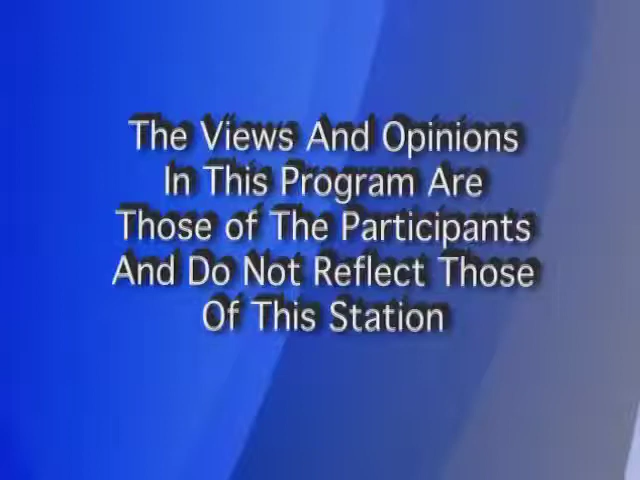 The Views And Opinions
In This Program Are
Those of The Participants
And Do Not Reflect Those
Of This Station